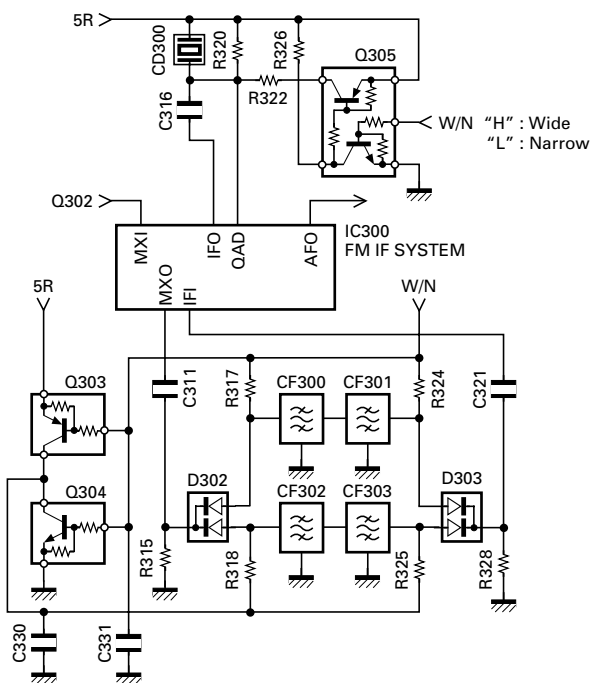 5R
CD300
R320
R326
Q305
C316
R322
W/N "H" : Wide
"L" : Narrow
Q302
IC300
FM IF SYSTEM
MXI
IFO
QAD
AFO
MXO
IFI
5R
W/N
Q303
C311
R317
CF300
CF301
R324
C321
Q304
D302
CF302
CF303
D303
R315
R318
R325
R328
C330
C331